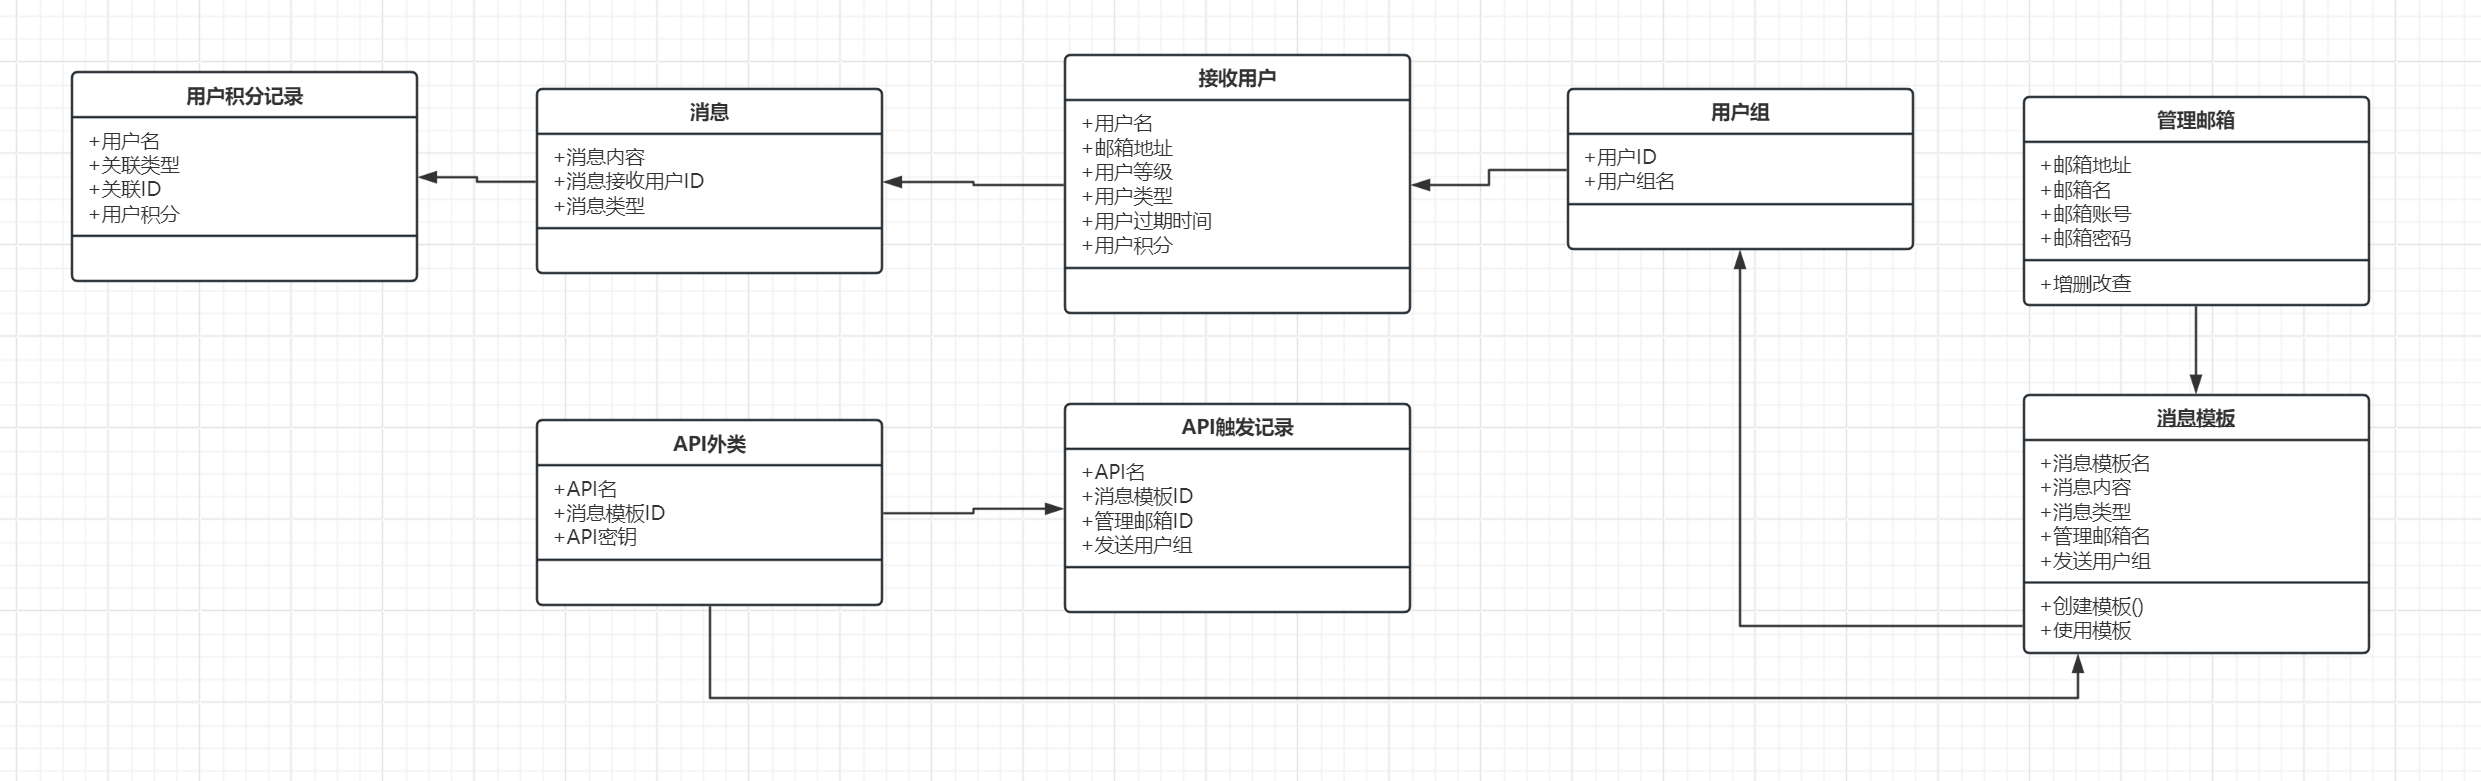 用户积分记录
+用户名
+关联类型
+关联ID
+用户积分
消息
+消息内容
+消息接收用户ID
+消息类型
接收用户
+用户名
+邮箱地址
+用户等级
+用户类型
+用户过期时间
+用户积分
用户组
+用户ID
+用户组名
管理邮箱
+邮箱地址
+邮箱名
+邮箱账号
+邮箱密码
+增删改查
API外类
+API名
+消息模板ID
+API密钥
API触发记录
+API名
+消息模板ID
+管理邮箱ID
+发送用户组
消息模板
+消息模板名
+消息内容
+消息类型
+管理邮箱名
+发送用户组
+创建模板()
+使用模板